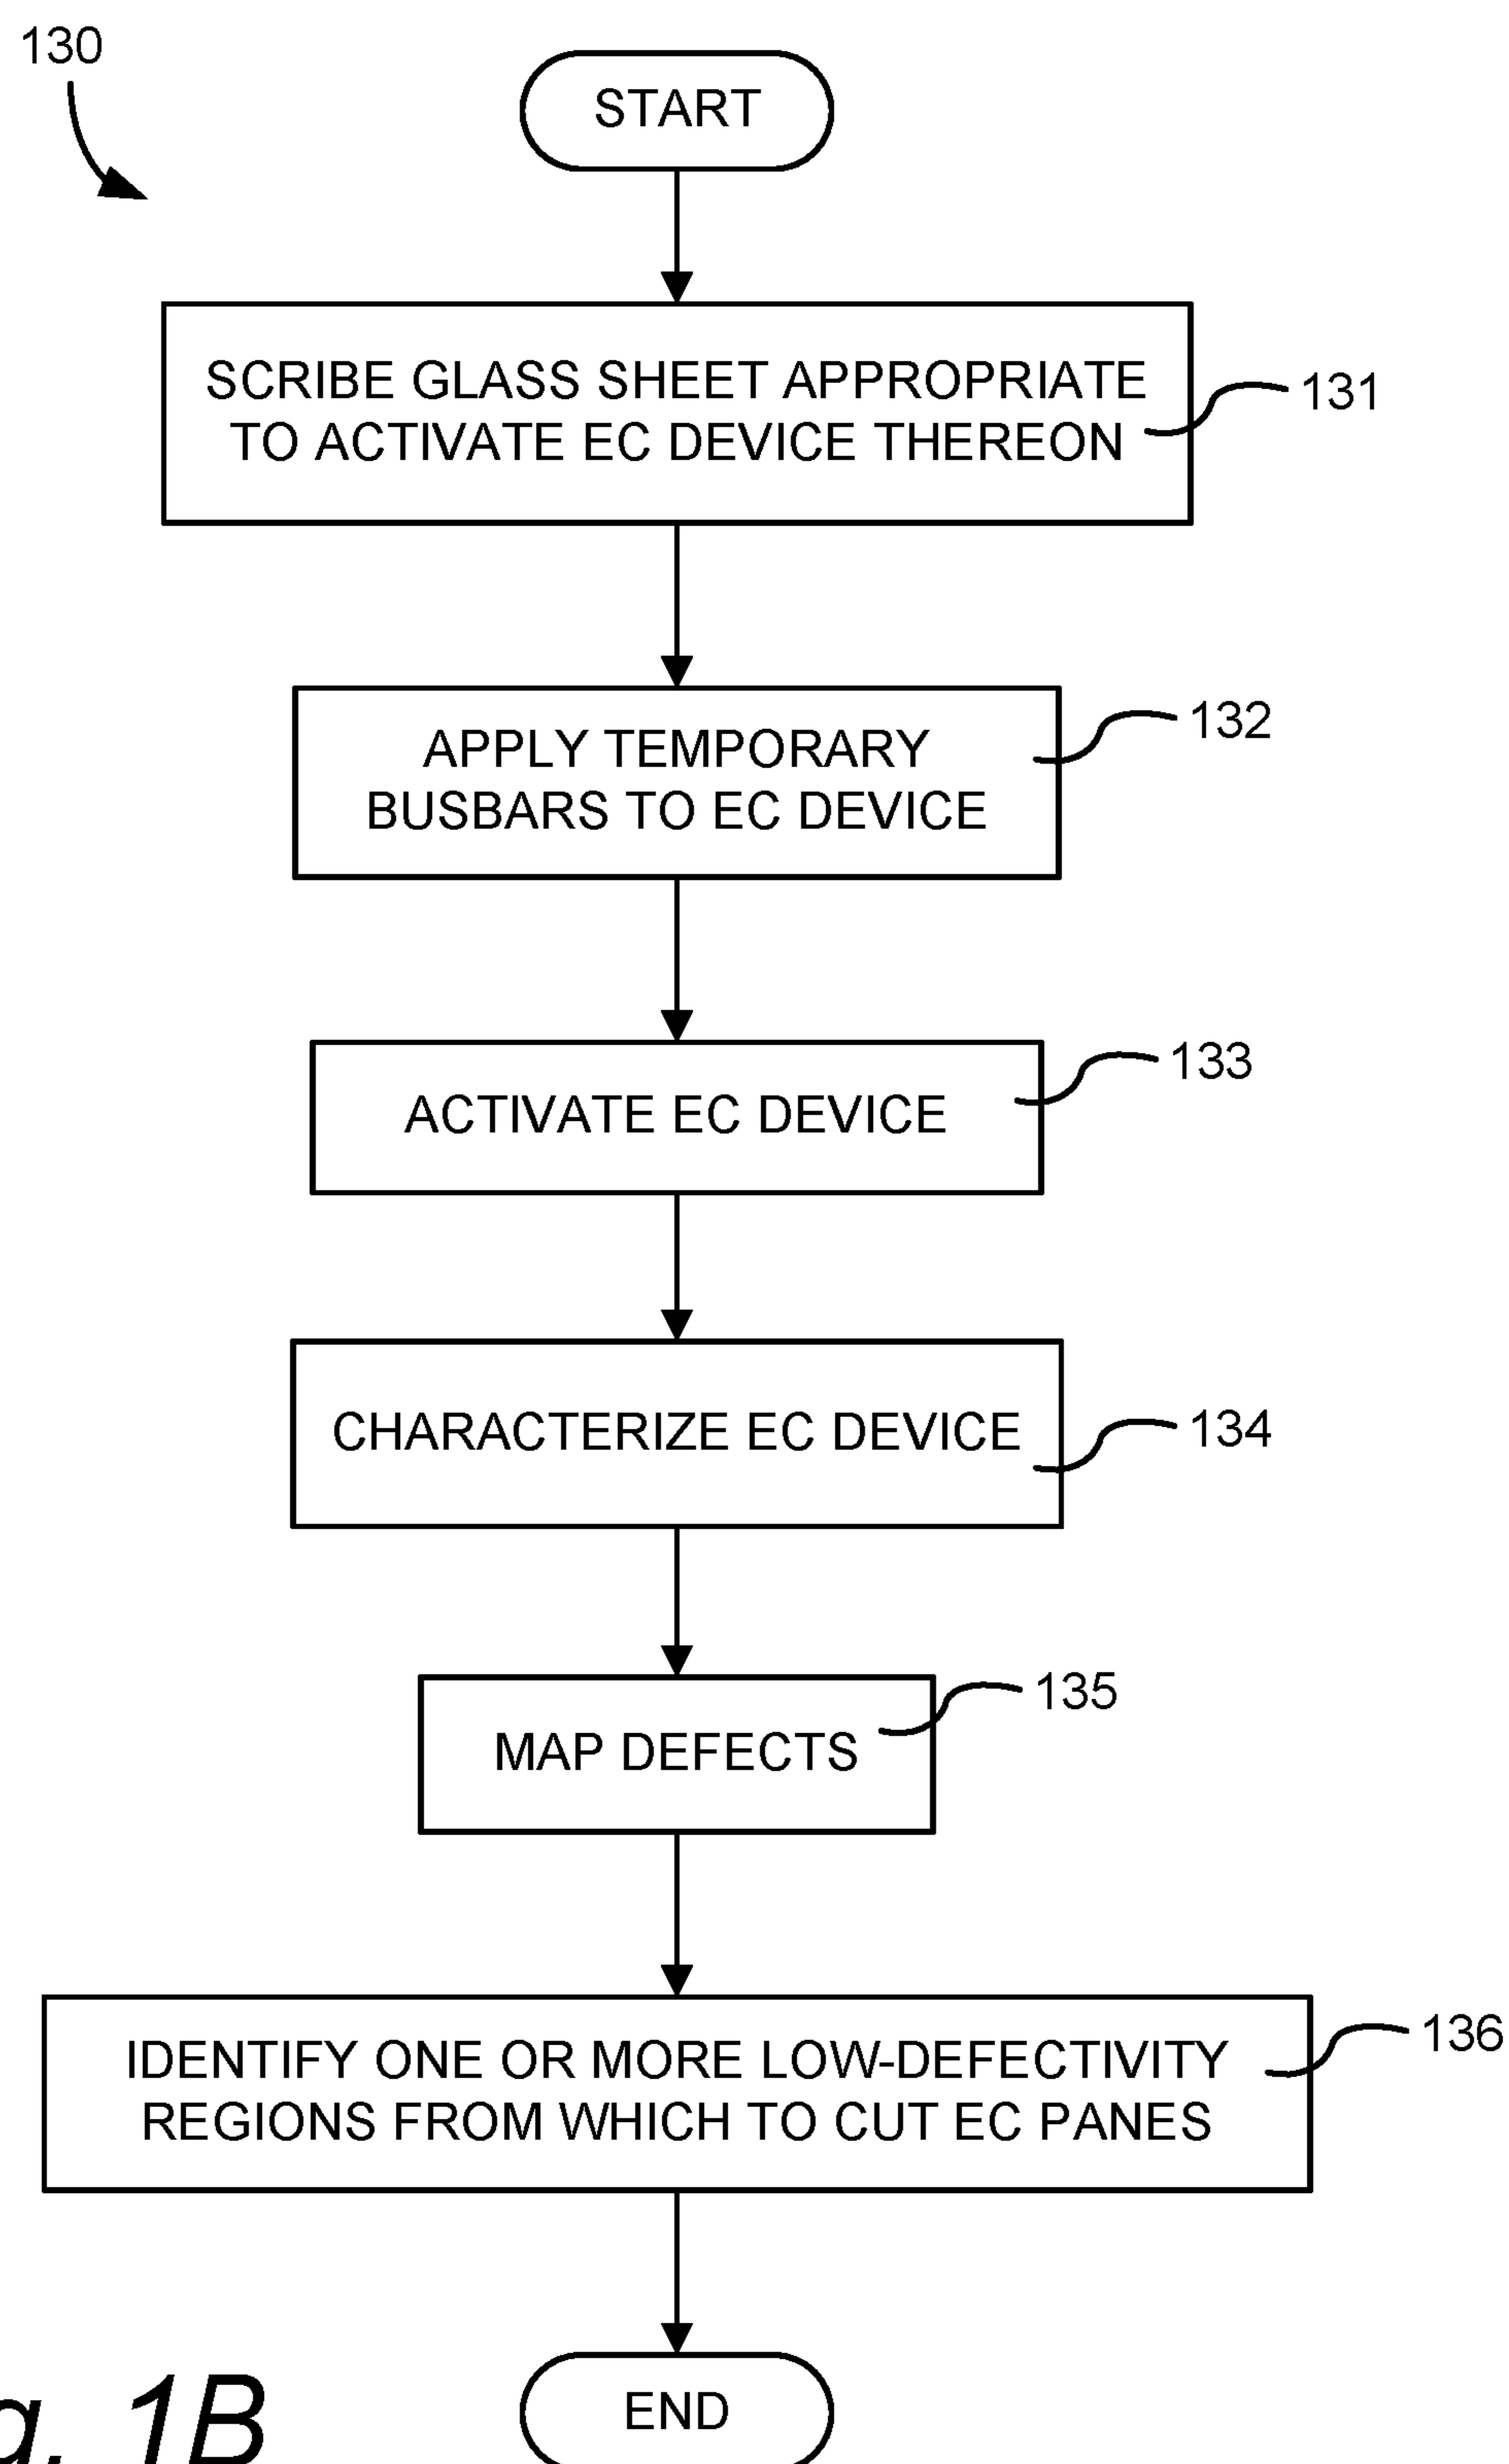 130
START
SCRIBE GLASS SHEET APPROPRIATE
TO ACTIVATE EC DEVICE THEREON
131
APPLY TEMPORARY
BUSBARS TO EC DEVICE
132
ACTIVATE EC DEVICE
133
CHARACTERIZE EC DEVICE
134
MAP DEFECTS
135
IDENTIFY ONE OR MORE LOW-DEFECTIVITY
REGIONS FROM WHICH TO CUT EC PANES
136
END
g. 1B